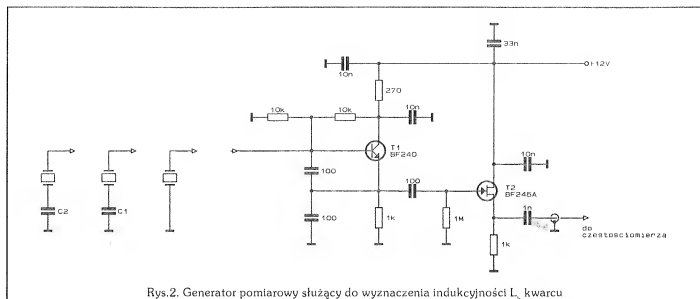 33n
10n
+12V
270
10k
10k
10n
T1
BF240
10n
100
100
T2
BF246A
C2
C1
100
1k
1M
1n
do
częstościomierza
1k
Rys.2. Generator pomiarowy służący do wyznaczenia indukcyjności L kwarcu